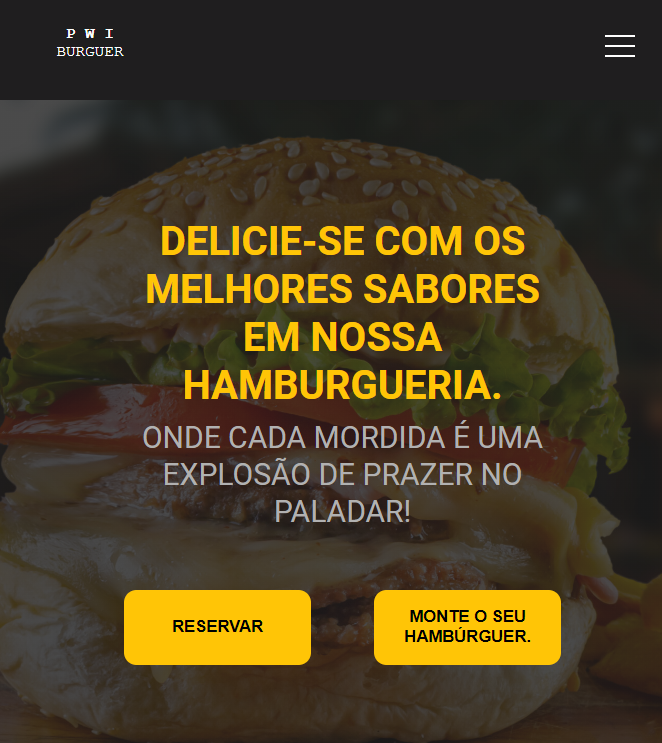 P W I
BURGUER
DELICIE-SE COM OS
MELHORES SABORES
EM NOSSA
HAMBURGUERIA.
ONDE CADA MORDIDA É UMA
EXPLOSÃO DE PRAZER NO
PALADAR!
RESERVAR
MONTE O SEU
HAMBÚRGUER.